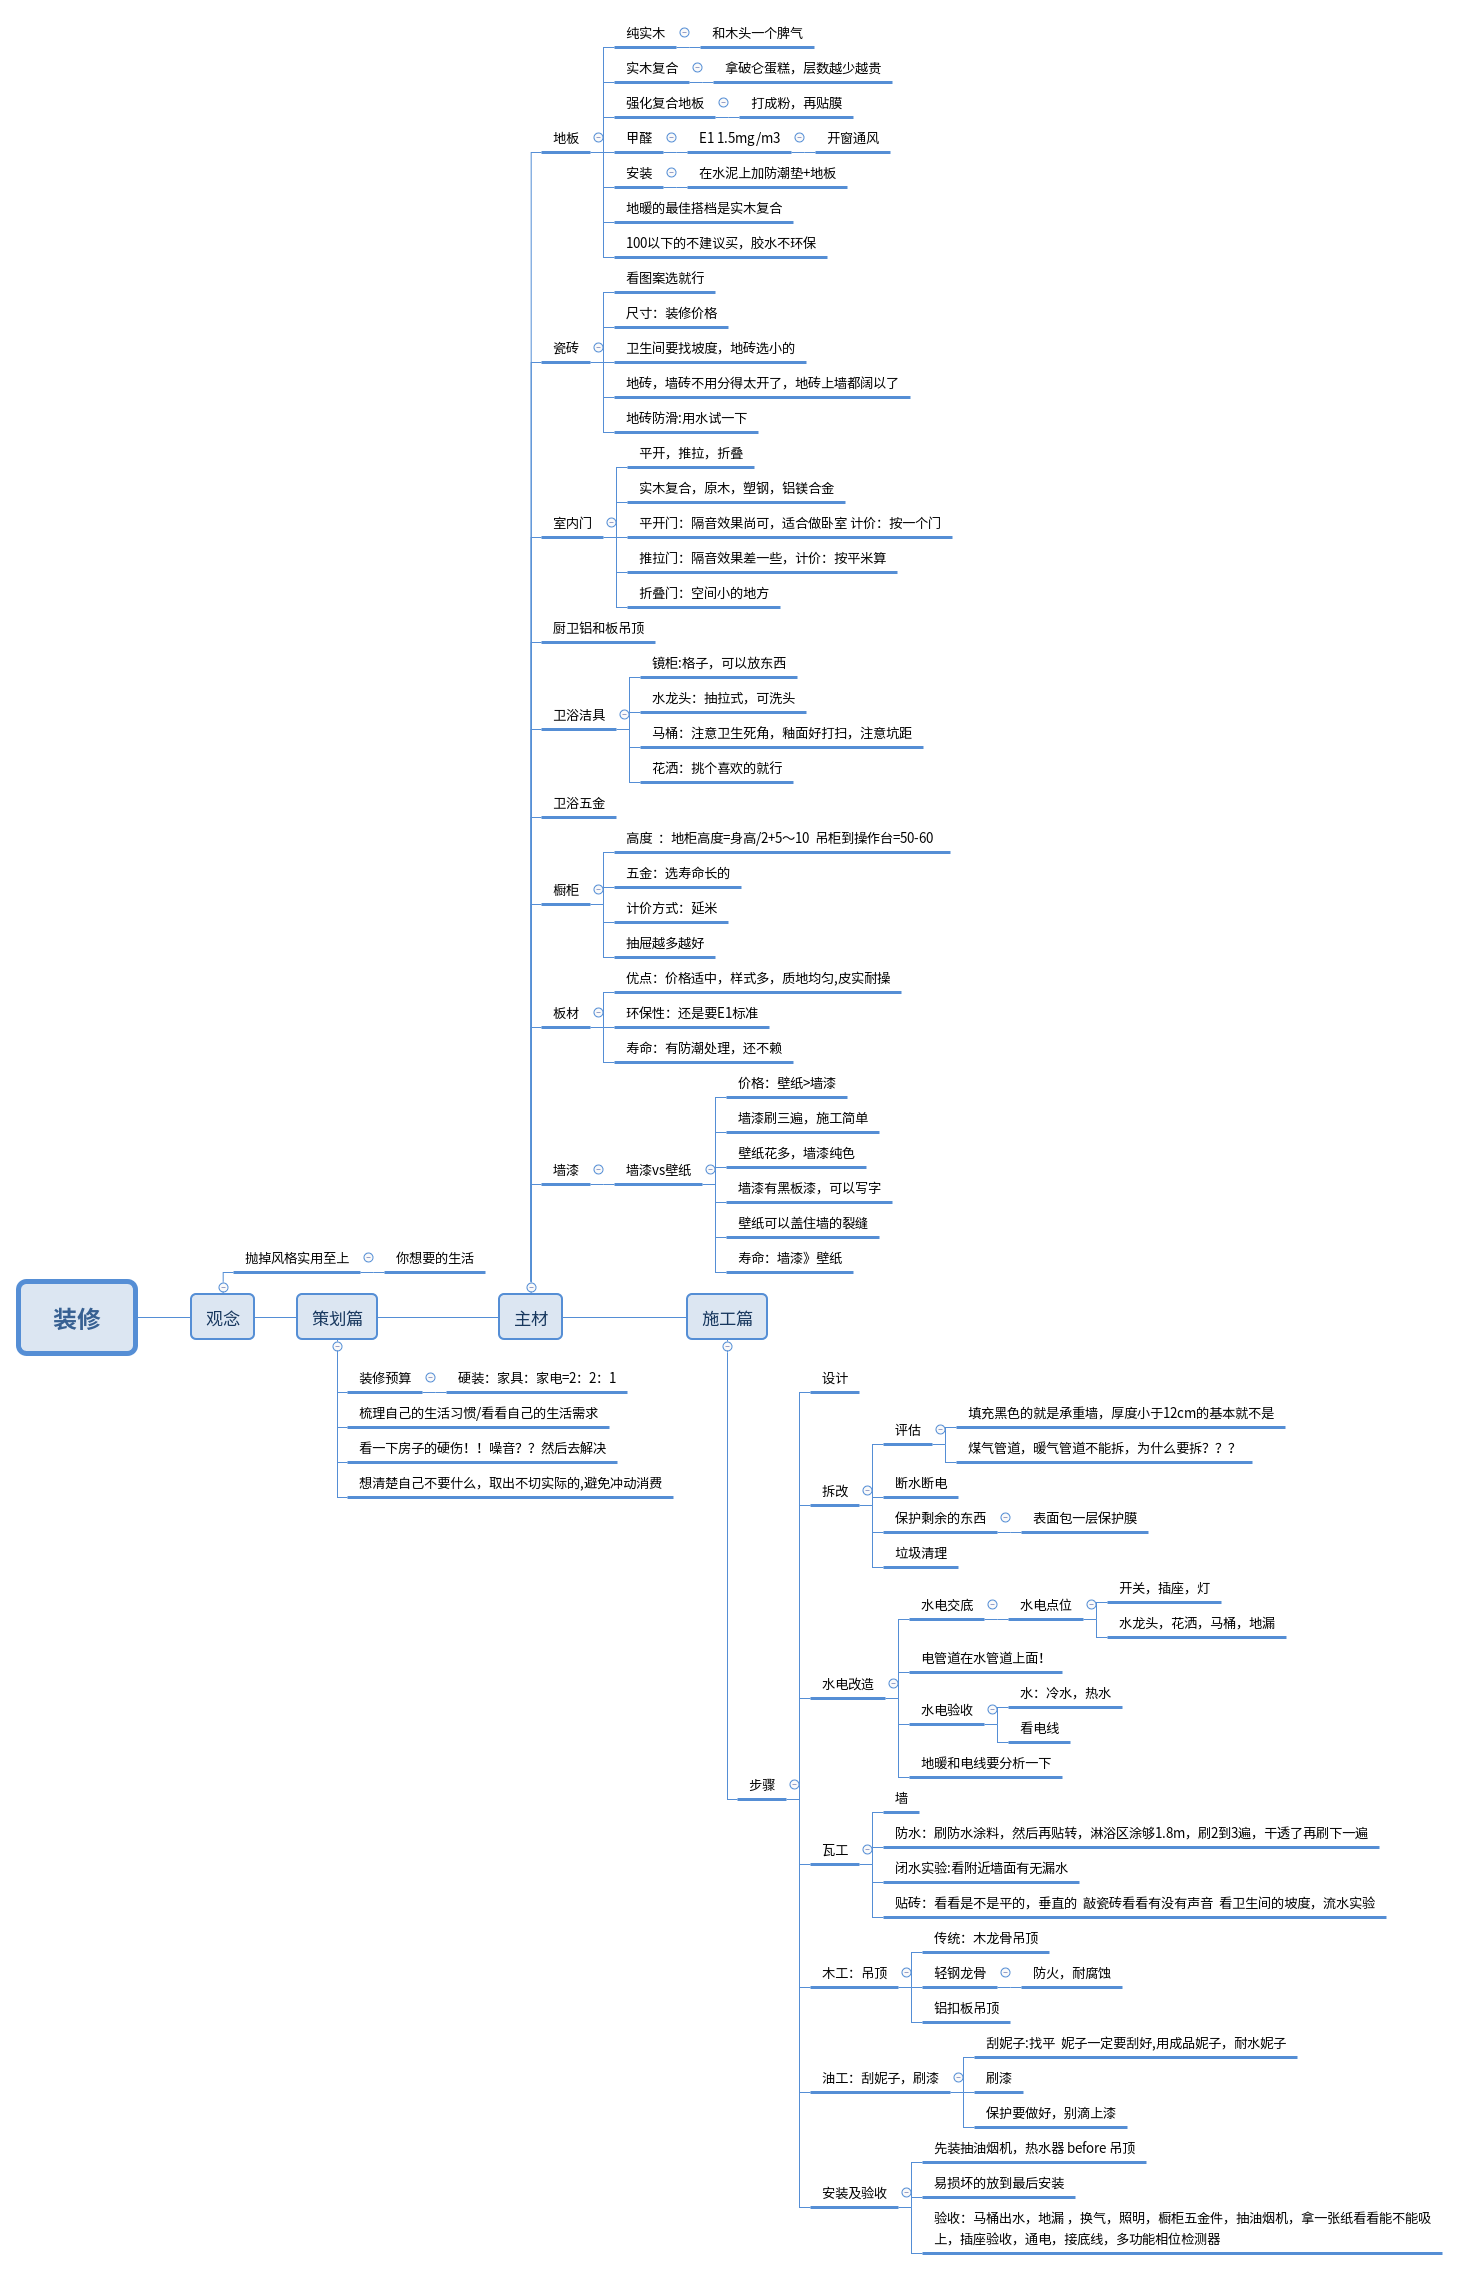 纯实木
和木头一个脾气
实木复合
拿破仑蛋糕，层数越少越贵
强化复合地板
打成粉，再贴膜
地板
甲醛
E1 1.5mg/m3
开窗通风
安装
在水泥上加防潮垫+地板
地暖的最佳搭档是实木复合
100以下的不建议买，胶水不环保
看图案选就行
尺寸：装修价格
瓷砖
卫生间要找坡度，地砖选小的
地砖，墙砖不用分得太开了，地砖上墙都阔以了
地砖防滑:用水试一下
平开，推拉，折叠
实木复合，原木，塑钢，铝镁合金
室内门
平开门：隔音效果尚可，适合做卧室 计价：按一个门
推拉门：隔音效果差一些，计价：按平米算
折叠门：空间小的地方
厨卫铝和板吊顶
镜柜:格子，可以放东西
水龙头：抽拉式，可洗头
卫浴洁具
马桶：注意卫生死角，釉面好打扫，注意坑距
花洒：挑个喜欢的就行
卫浴五金
高度 ：地柜高度=身高/2+5～10  吊柜到操作台=50-60
五金：选寿命长的
橱柜
计价方式：延米
抽屉越多越好
优点：价格适中，样式多，质地均匀,皮实耐操
板材
环保性：还是要E1标准
寿命：有防潮处理，还不赖
价格：壁纸>墙漆
墙漆刷三遍，施工简单
壁纸花多，墙漆纯色
墙漆
墙漆vs壁纸
墙漆有黑板漆，可以写字
壁纸可以盖住墙的裂缝
寿命：墙漆》壁纸
抛掉风格实用至上
你想要的生活
装修
观念
策划篇
主材
施工篇
装修预算
硬装：家具：家电=2：2：1
梳理自己的生活习惯/看看自己的生活需求
看一下房子的硬伤！！噪音？？然后去解决
想清楚自己不要什么，取出不切实际的,避免冲动消费
设计
评估
填充黑色的就是承重墙，厚度小于12cm的基本就不是
煤气管道，暖气管道不能拆，为什么要拆？？？
拆改
断水断电
保护剩余的东西
表面包一层保护膜
垃圾清理
水电交底
水电点位
开关，插座，灯
水龙头，花洒，马桶，地漏
电管道在水管道上面！
水电改造
水电验收
水：冷水，热水
看电线
地暖和电线要分析一下
步骤
墙
防水：刷防水涂料，然后再贴转，淋浴区涂够1.8m，刷2到3遍，干透了再刷下一遍
瓦工
闭水实验:看附近墙面有无漏水
贴砖：看看是不是平的，垂直的  敲瓷砖看看有没有声音  看卫生间的坡度，流水实验
传统：木龙骨吊顶
木工：吊顶
轻钢龙骨
防火，耐腐蚀
铝扣板吊顶
刮妮子:找平  妮子一定要刮好,用成品妮子，耐水妮子
油工：刮妮子，刷漆
刷漆
保护要做好，别滴上漆
先装抽油烟机，热水器 before 吊顶
易损坏的放到最后安装
安装及验收
验收：马桶出水，地漏 ，换气，照明，橱柜五金件，抽油烟机，拿一张纸看看能不能吸
上，插座验收，通电，接底线，多功能相位检测器